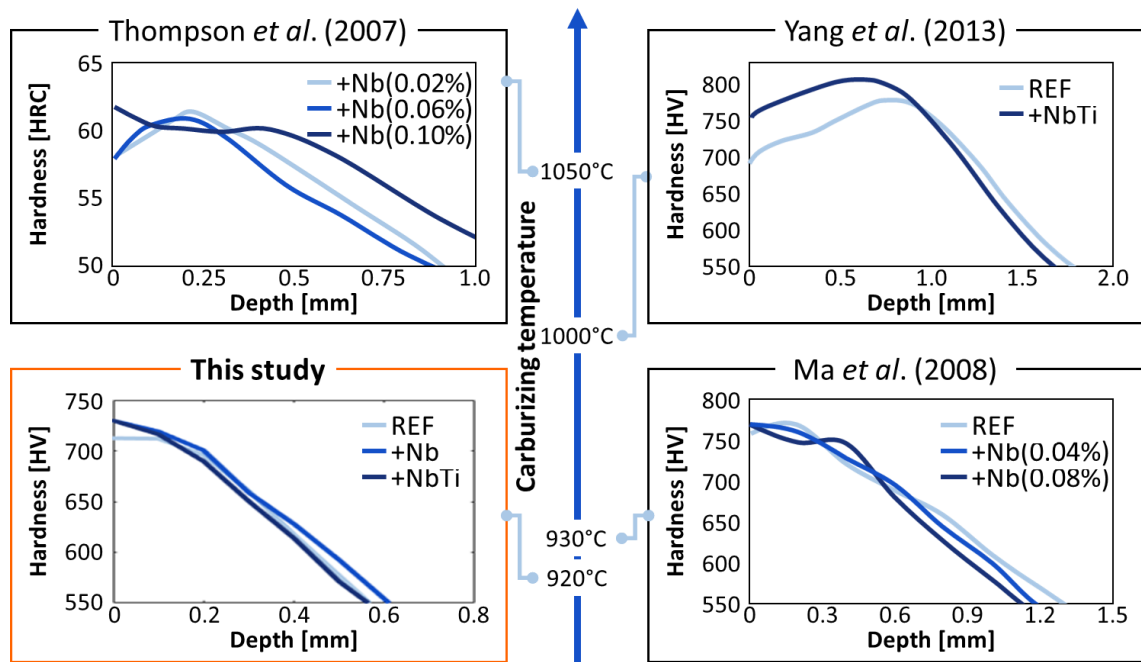 Thompson et al. (2007)
Hardness [HRC]
65
60
55
50
0
0.25
0.5
0.75
1.0
Depth [mm]
+Nb(0.02%)
+Nb(0.06%)
+Nb(0.10%)
Yang et al. (2013)
Hardness [HV]
800
750
700
650
600
550
0
0.5
1.0
1.5
2.0
Depth [mm]
REF
+NbTi
Carburizing temperature
1050°C
1000°C
930°C
920°C
This study
Hardness [HV]
750
700
650
600
550
0
0.2
0.4
0.6
0.8
Depth [mm]
REF
+Nb
+NbTi
Ma et al. (2008)
Hardness [HV]
800
750
700
650
600
550
0
0.3
0.6
0.9
1.2
1.5
Depth [mm]
REF
+Nb(0.04%)
+Nb(0.08%)